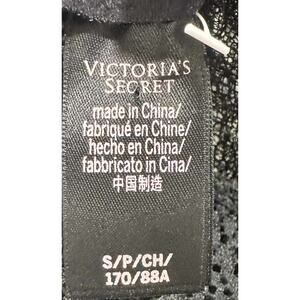 VICTORIA'S
SECRET
made in China/
fabriqué en Chine/
hecho en China/
fabbricato in Cina/
中国制造
S/P/CH/
170/88A